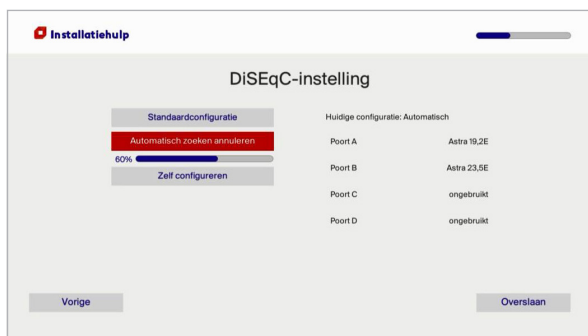 Installatiehulp
DiSEqC-instelling
Standaardconfiguratie
Automatisch zoeken annuleren
60%
Zelf configureren
Huidige configuratie: Automatisch
Poort A Astra 19,2E
Poort B Astra 23,5E
Poort C ongebruikt
Poort D ongebruikt
Vorige
Overslaan